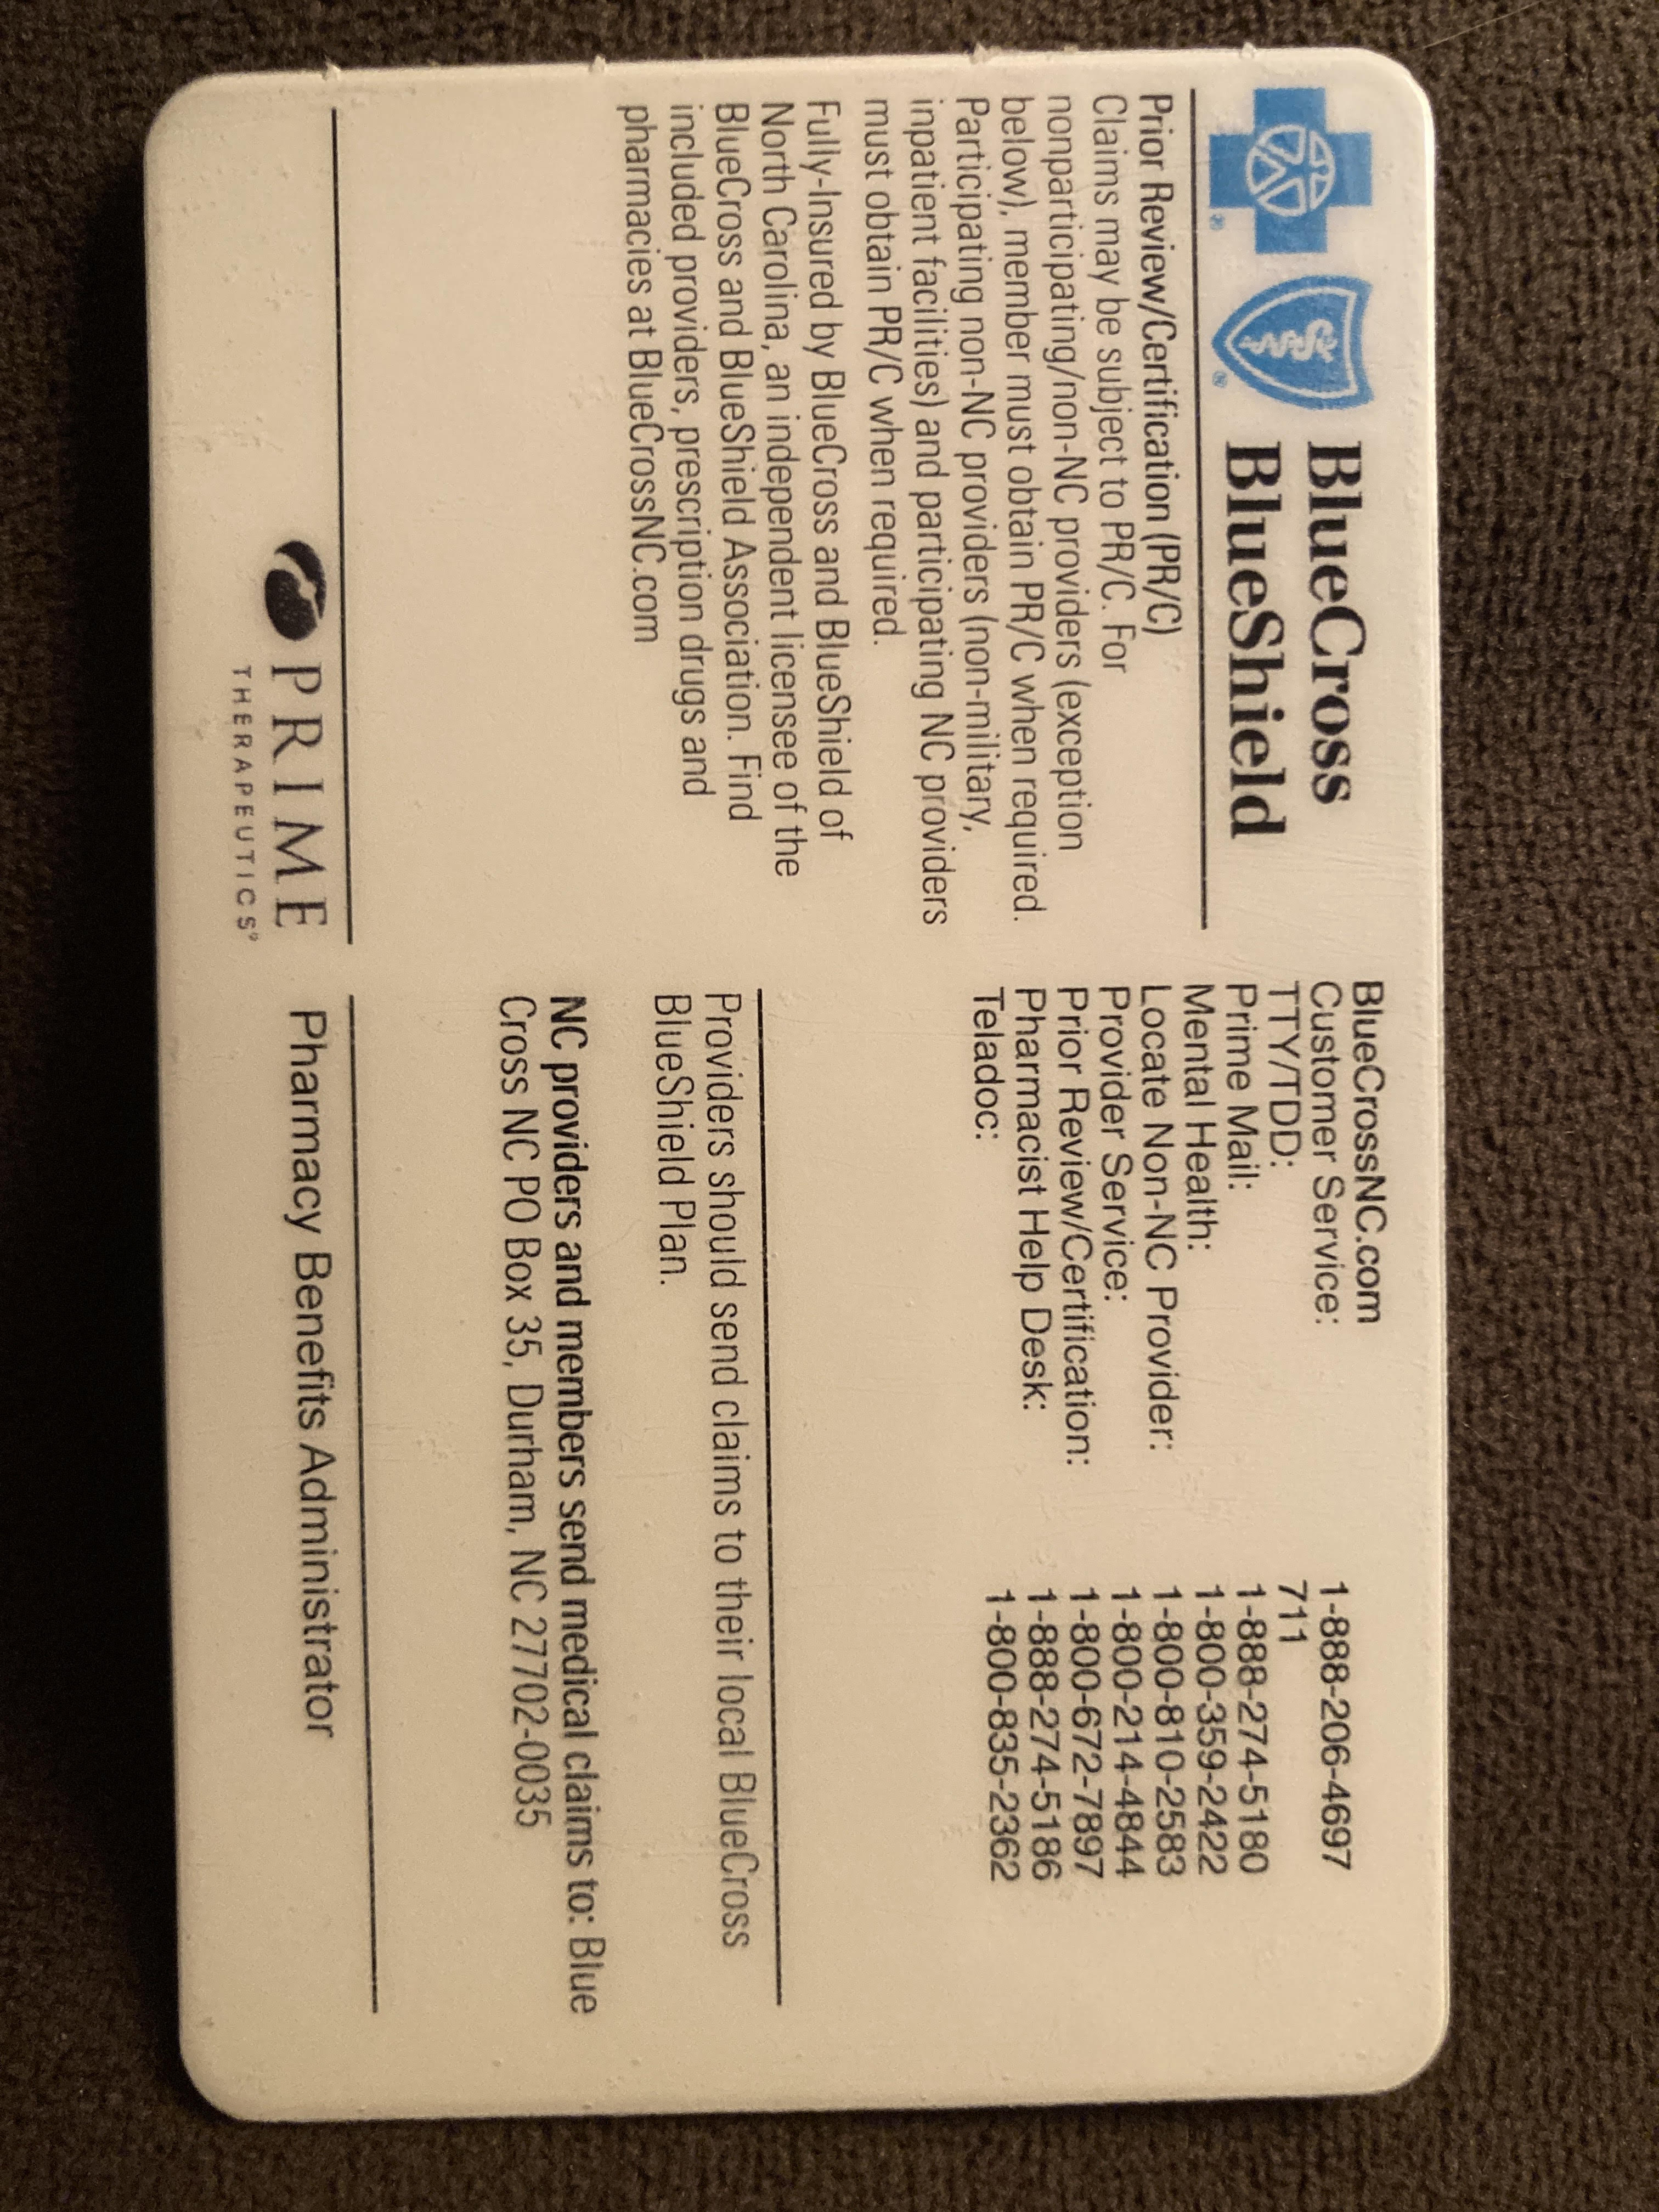 BlueCross
BlueShield
Prior Review/Certification (PR/C)
Claims may be subject to PR/C. For
nonparticipating/non-NC providers (exception
below), member must obtain PR/C when required.
Participating non-NC providers (non-military,
inpatient facilities) and participating NC providers
must obtain PR/C when required.
Fully-Insured by BlueCross and BlueShield of
North Carolina, an independent licensee of the
BlueCross and BlueShield Association. Find
included providers, prescription drugs and
pharmacies at BlueCrossNC.com
PRIME
THERAPEUTICS®
BlueCrossNC.com
Customer Service: 1-888-206-4697
TTY/TDD: 711
Prime Mail: 1-888-274-5180
Mental Health: 1-800-359-2422
Locate Non-NC Provider: 1-800-810-2583
Provider Service: 1-800-214-4844
Prior Review/Certification: 1-800-672-7897
Pharmacist Help Desk: 1-888-274-5186
Teladoc: 1-800-835-2362
Providers should send claims to their local BlueCross
BlueShield Plan.
NC providers and members send medical claims to: Blue
Cross NC PO Box 35, Durham, NC 27702-0035
Pharmacy Benefits Administrator